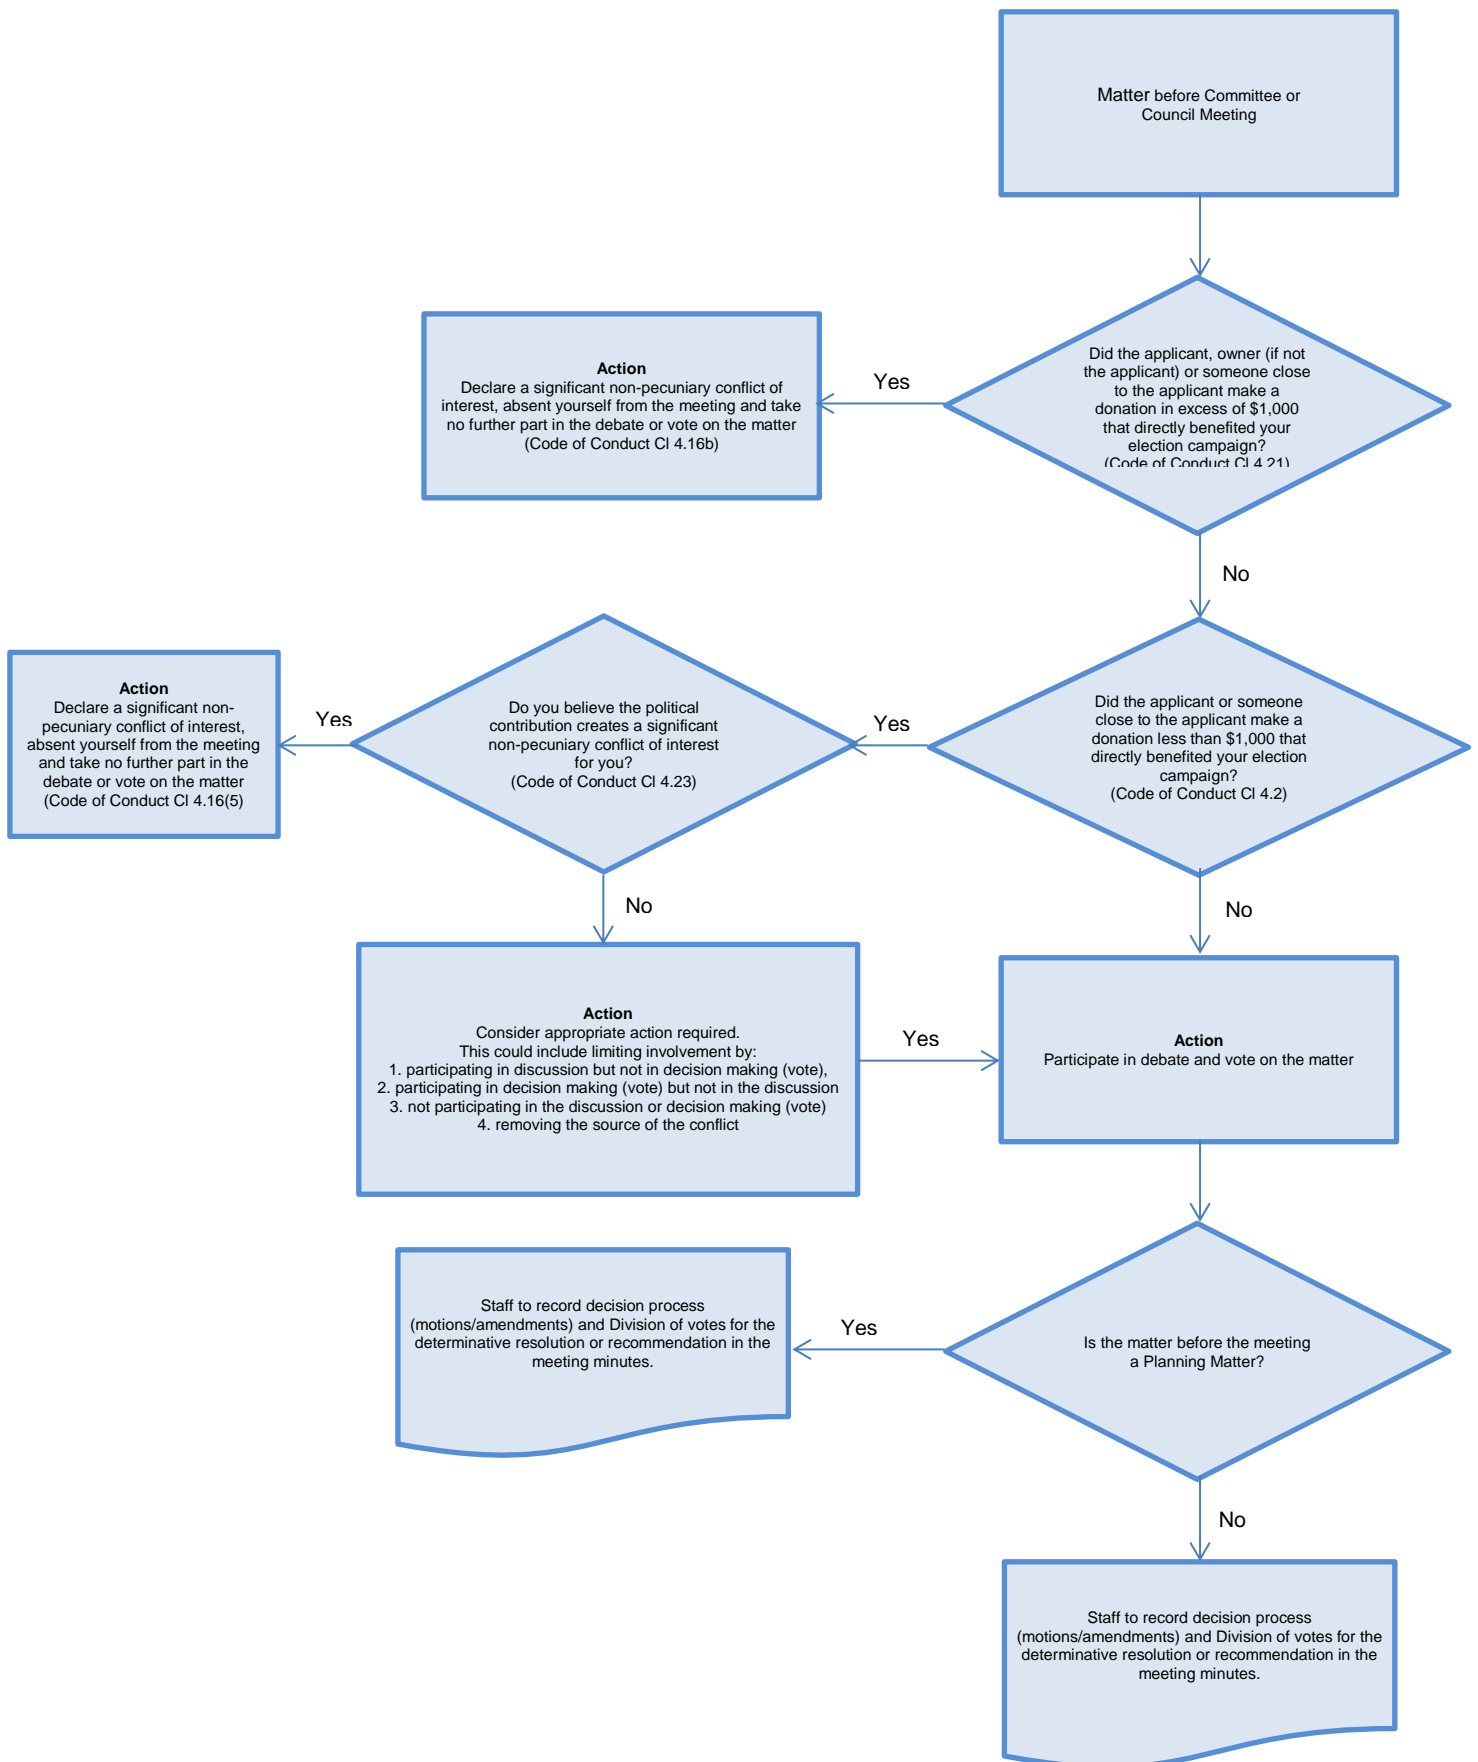 Matter before Committee or
Council Meeting
Did the applicant, owner (if not
the applicant) or someone close
to the applicant make a
donation in excess of $1,000
that directly benefited your
election campaign?
(Code of Conduct Cl 4.21)
Yes
Action
Declare a significant non-pecuniary conflict of
interest, absent yourself from the meeting and take
no further part in the debate or vote on the matter
(Code of Conduct Cl 4.16b)
No
Did the applicant or someone
close to the applicant make a
donation less than $1,000 that
directly benefited your election
campaign?
(Code of Conduct Cl 4.2)
Yes
Do you believe the political
contribution creates a significant
non-pecuniary conflict of interest
for you?
(Code of Conduct Cl 4.23)
Yes
Action
Declare a significant non-
pecuniary conflict of interest,
absent yourself from the meeting
and take no further part in the
debate or vote on the matter
(Code of Conduct Cl 4.16(5)
No
No
Action
Consider appropriate action required.
This could include limiting involvement by:
1. participating in discussion but not in decision making (vote),
2. participating in decision making (vote) but not in the discussion
3. not participating in the discussion or decision making (vote)
4. removing the source of the conflict
Yes
Action
Participate in debate and vote on the matter
Is the matter before the meeting
a Planning Matter?
Yes
Staff to record decision process
(motions/amendments) and Division of votes for the
determinative resolution or recommendation in the
meeting minutes.
No
Staff to record decision process
(motions/amendments) and Division of votes for the
determinative resolution or recommendation in the
meeting minutes.